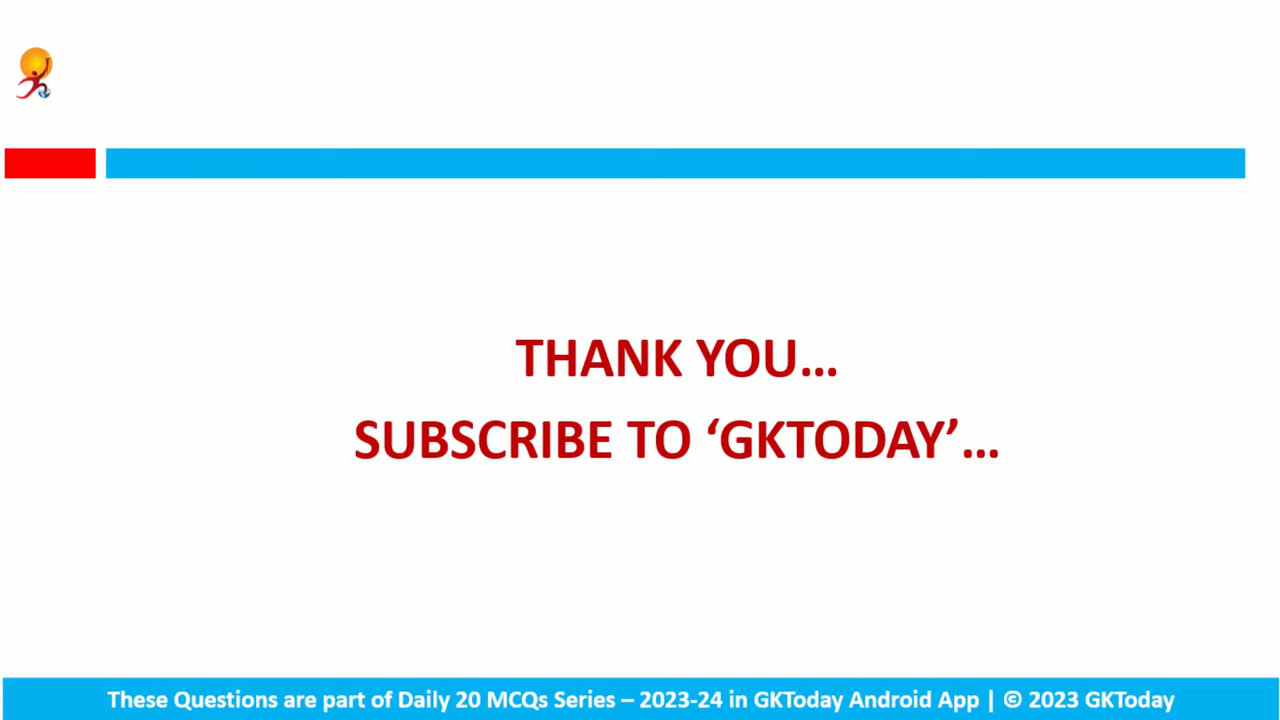 THANK YOU...
SUBSCRIBE TO ‘GKTODAY’...
These Questions are part of Daily 20 MCQs Series – 2023-24 in GKToday Android App | © 2023 GKToday